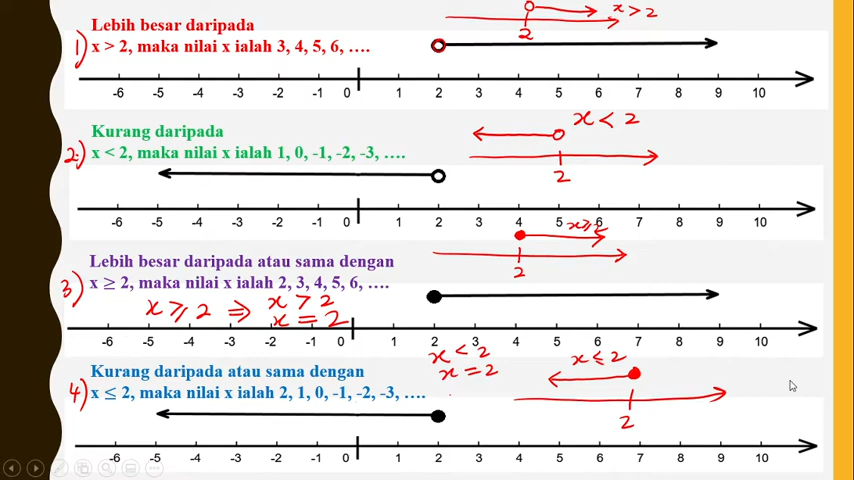 1) Lebih besar daripada
x > 2, maka nilai x ialah 3, 4, 5, 6, ….
x > 2
2
-6 -5 -4 -3 -2 -1 0 1 2 3 4 5 6 7 8 9 10
2) Kurang daripada
x < 2, maka nilai x ialah 1, 0, -1, -2, -3, ….
x < 2
2
-6 -5 -4 -3 -2 -1 0 1 2 3 4 5 6 7 8 9 10
3) Lebih besar daripada atau sama dengan
x ≥ 2, maka nilai x ialah 2, 3, 4, 5, 6, ….
x ≥ 2
2
x ≥ 2 ⇒ x > 2
x = 2
-6 -5 -4 -3 -2 -1 0 1 2 3 4 5 6 7 8 9 10
4) Kurang daripada atau sama dengan
x ≤ 2, maka nilai x ialah 2, 1, 0, -1, -2, -3, ….
x < 2
x = 2
x ≤ 2
2
-6 -5 -4 -3 -2 -1 0 1 2 3 4 5 6 7 8 9 10